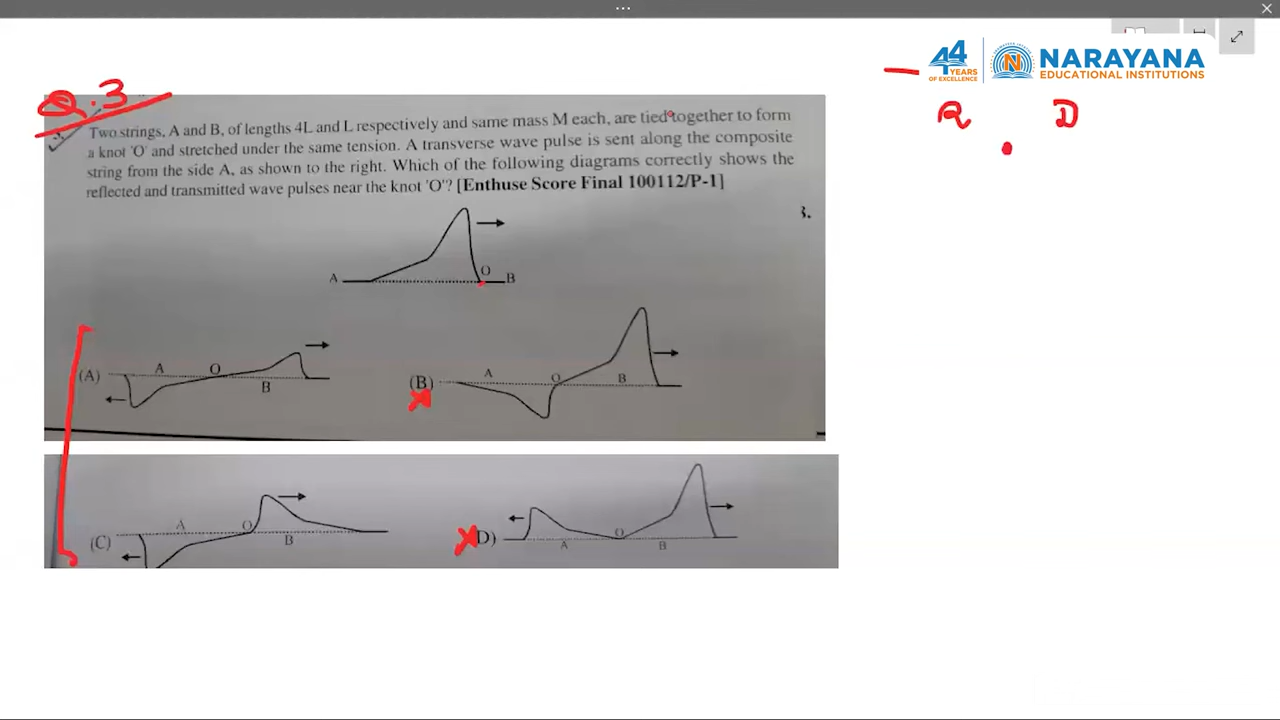 44
YEARS
OF EXCELLENCE
N
NARAYANA
EDUCATIONAL INSTITUTIONS
Q.3
R D
Two strings, A and B, of lengths 4L and L respectively and same mass M each, are tied together to form
a knot 'O' and stretched under the same tension. A transverse wave pulse is sent along the composite
string from the side A, as shown to the right. Which of the following diagrams correctly shows the
reflected and transmitted wave pulses near the knot 'O'? [Enthuse Score Final 100112/P-1]
3.
A O B
(A) A O B
(B) A O B
(C) A O B
D) A O B